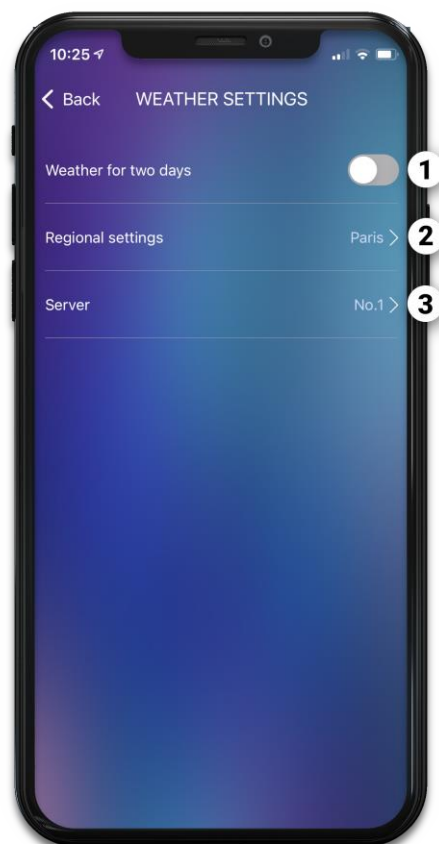 10:25
Back WEATHER SETTINGS
Weather for two days 1
Regional settings Paris 2
Server No.1 3